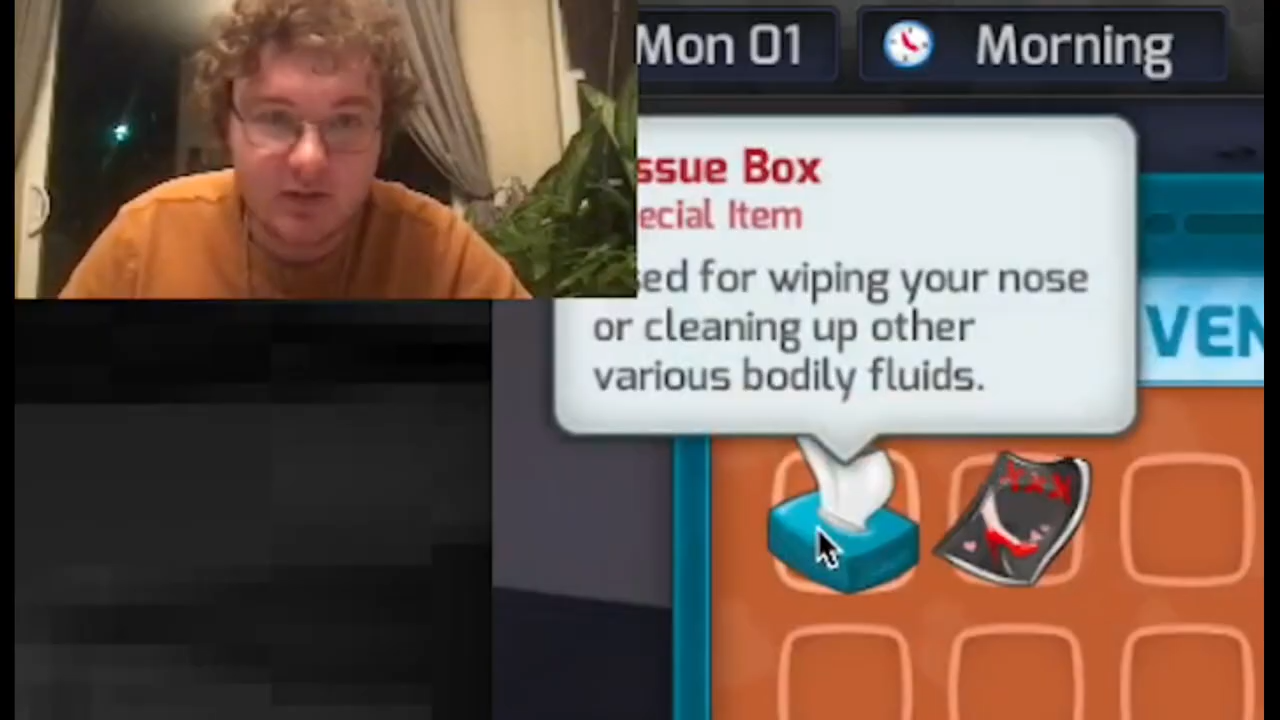 Mon 01
Morning
ssue Box
ecial Item
sed for wiping your nose
or cleaning up other
various bodily fluids.
VEN
XXX